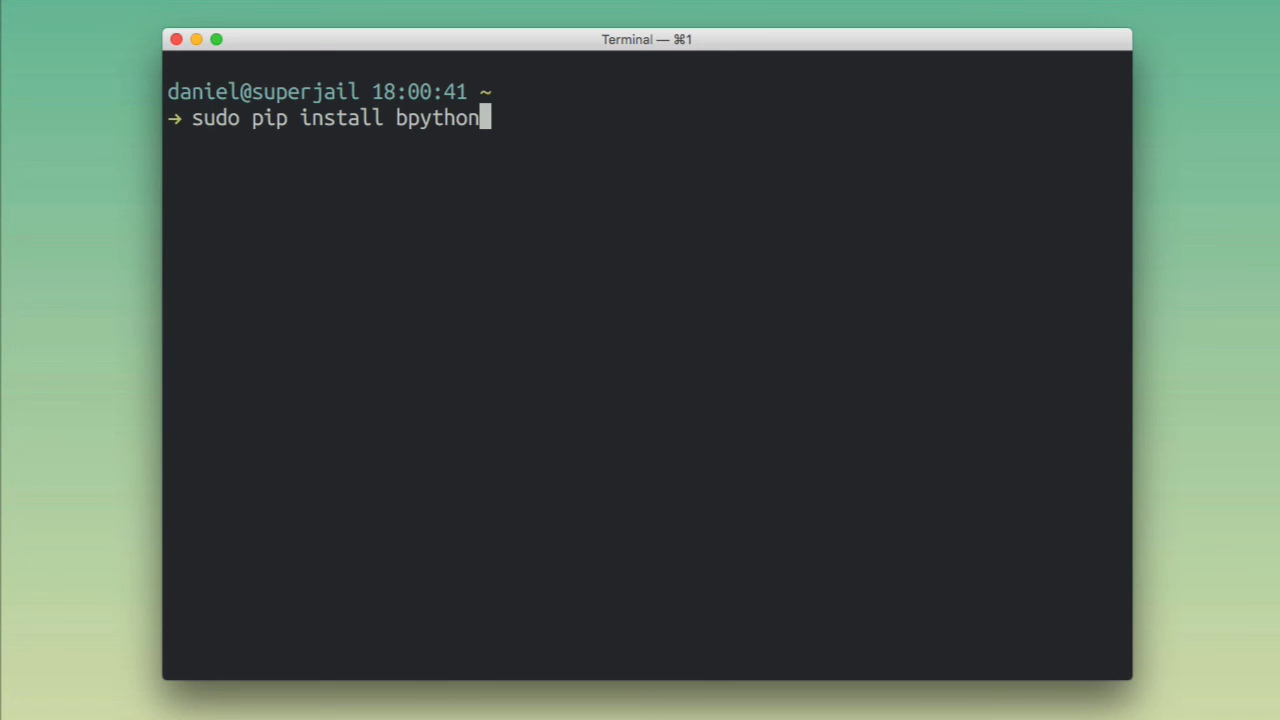 Terminal — ⌘1
daniel@superjail 18:00:41 ~
→ sudo pip install bpython